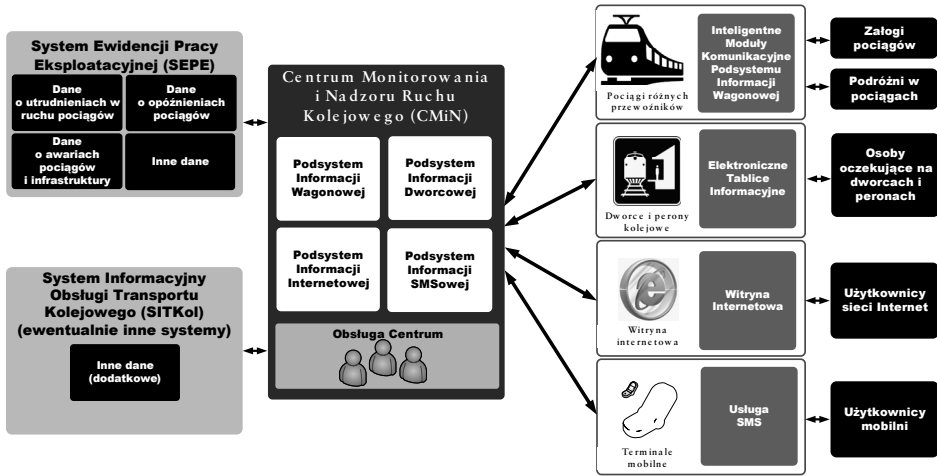 System Ewidencji Pracy
Eksploatacyjnej (SEPE)
Dane
o utrudnieniach w
ruchu pociągów
Dane
o opóźnieniach
pociągów
Dane
o awariach
pociągów
i infrastruktury
Inne dane
System Informacyjny
Obsługi Transportu
Kolejowego (SITKol)
(ewentualnie inne systemy)
Inne dane
(dodatkowe)
Centrum Monitorowania
i Nadzoru Ruchu
Kolejowego (CMiN)
Podsystem
Informacji
Wagonowej
Podsystem
Informacji
Dworcowej
Podsystem
Informacji
Internetowej
Podsystem
Informacji
SMSowej
Obsługa Centrum
Pociągi różnych
przewoźników
Inteligentne
Moduły
Komunikacyjne
Podsystemu
Informacji
Wagonowej
Załogi
pociągów
Podróżni w
pociągach
Dworce i perony
kolejowe
Elektroniczne
Tablice
Informacyjne
Osoby
oczekujące na
dworcach i
peronach
Witryna
internetowa
Witryna
Internetowa
Użytkownicy
sieci Internet
Terminale
mobilne
Usługa
SMS
Użytkownicy
mobilni